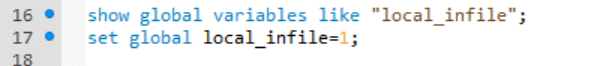 16 show global variables like "local_infile";
17 set global local_infile=1;
18